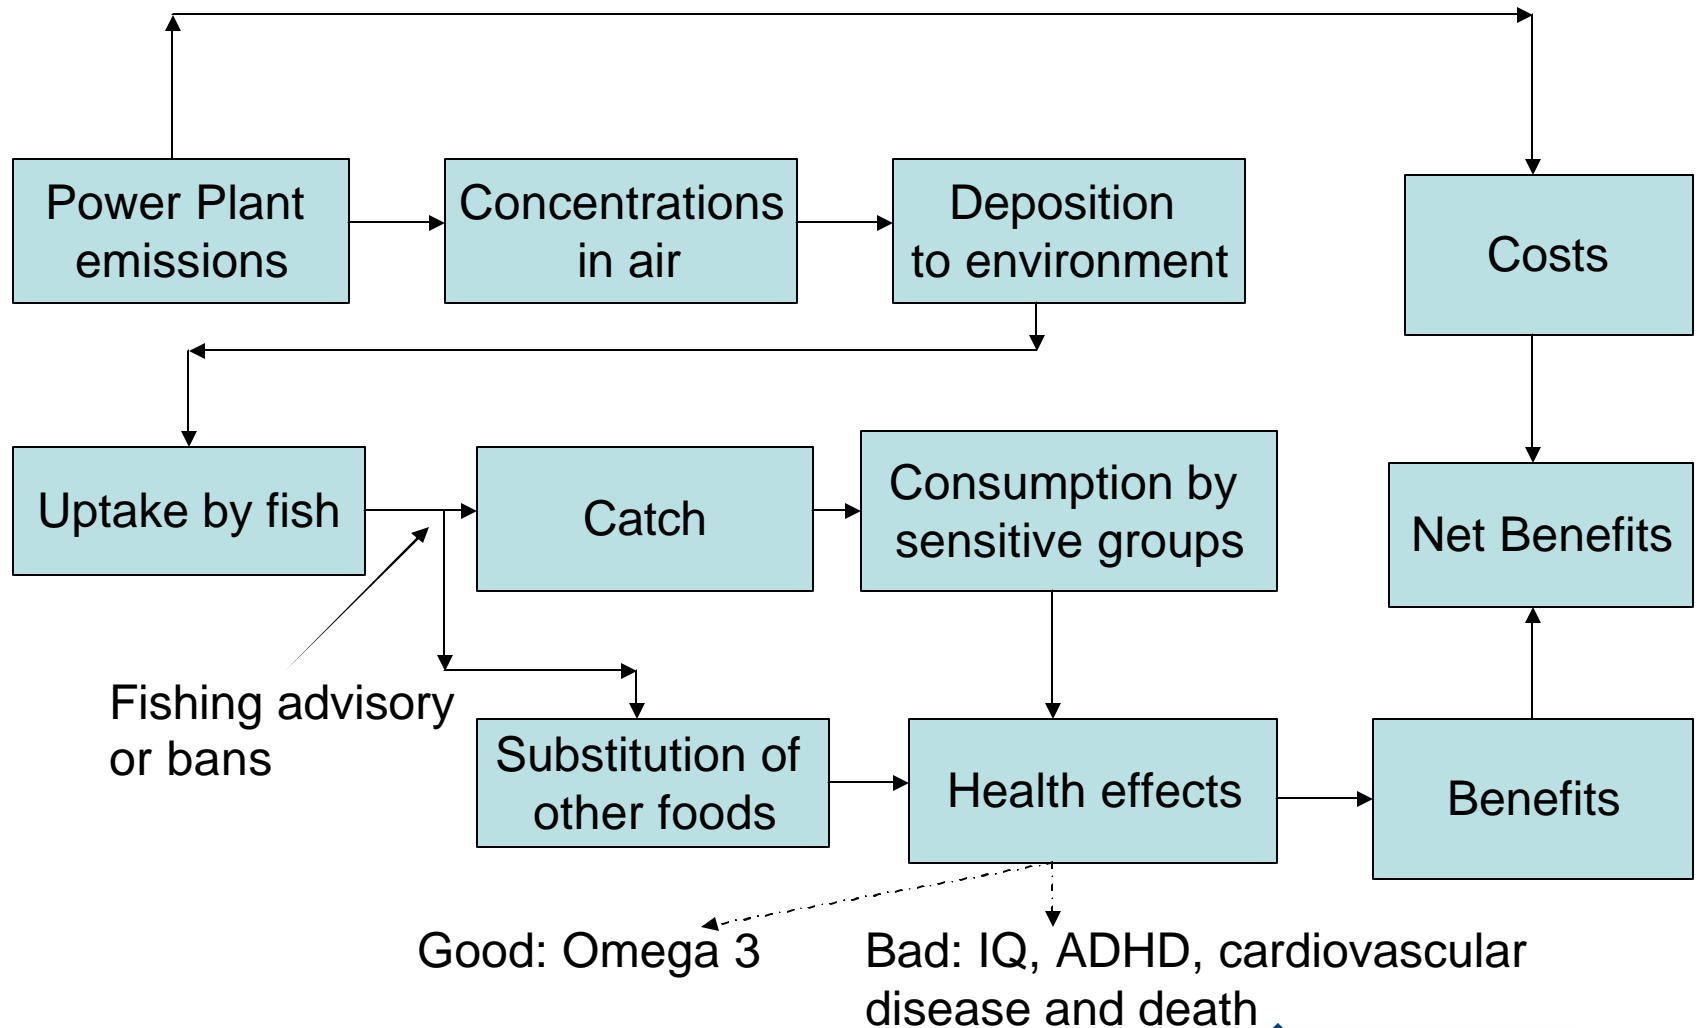 Power Plant
emissions
Concentrations
in air
Deposition
to environment
Costs
Uptake by fish
Catch
Consumption by
sensitive groups
Net Benefits
Fishing advisory
or bans
Substitution of
other foods
Health effects
Benefits
Good: Omega 3
Bad: IQ, ADHD, cardiovascular
disease and death